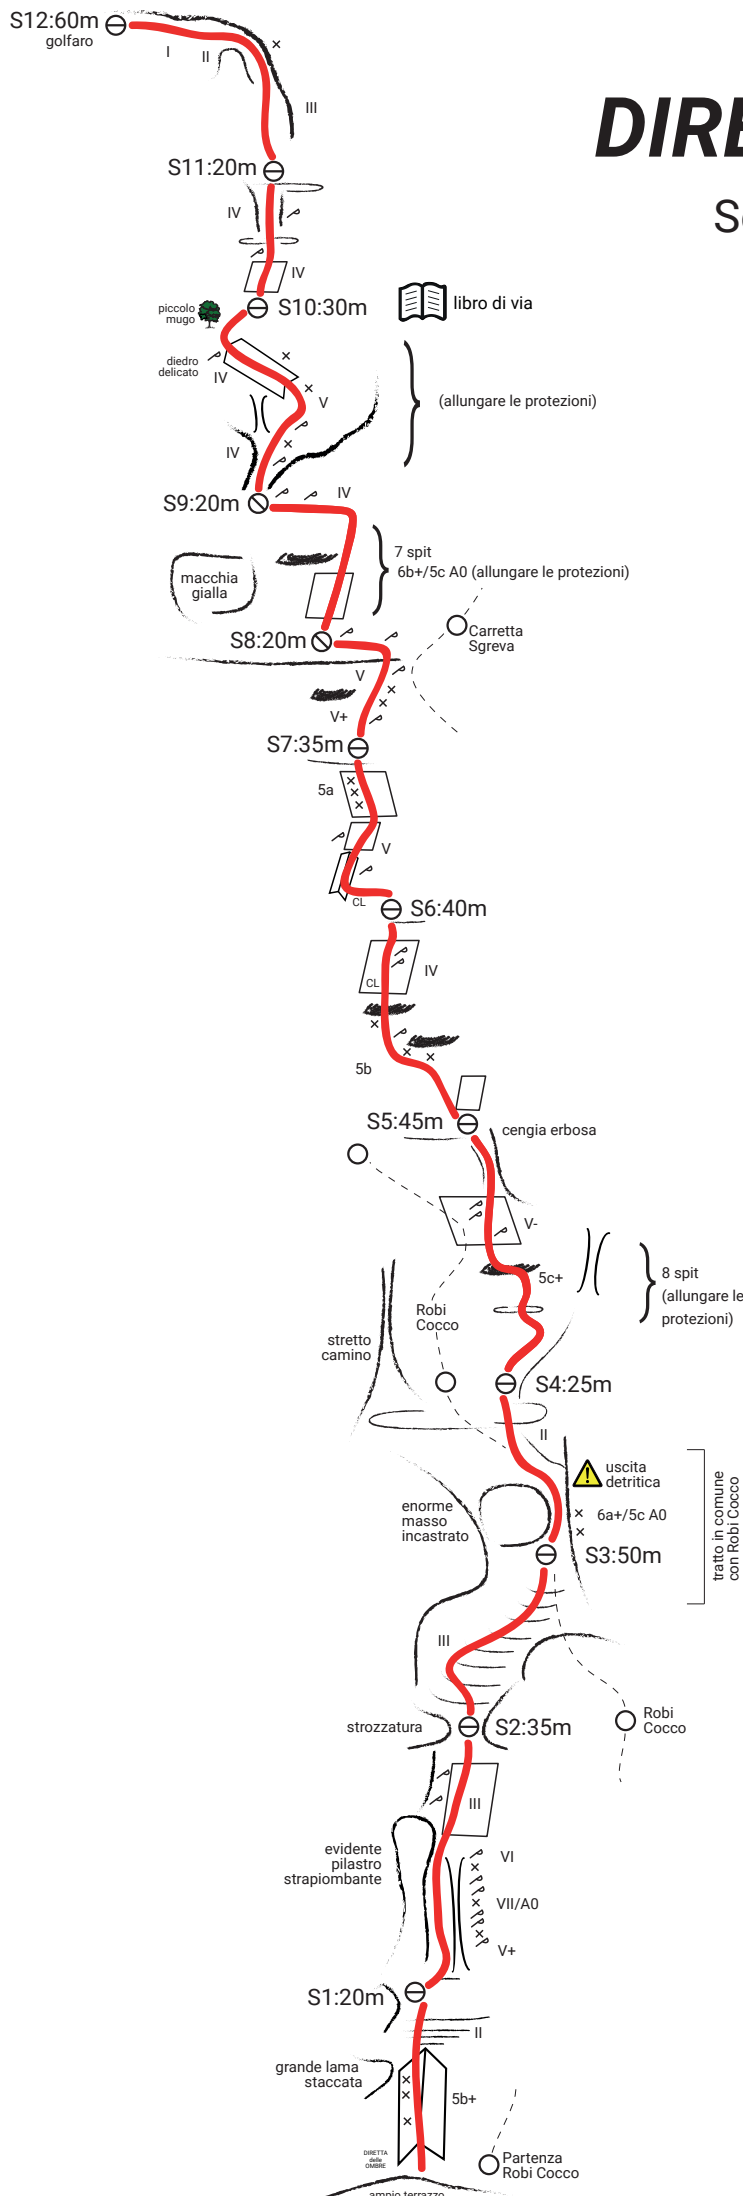 S12:60m
golfaro
I
II
III
DIRE
S11:20m
IV
IV
S10:30m
piccolo
mugo
libro di via
diedro
delicato
IV
V
(allungare le protezioni)
IV
S9:20m
IV
7 spit
6b+/5c A0 (allungare le protezioni)
macchia
gialla
S8:20m
Carretta
Sgreva
V
V+
S7:35m
5a
V
CL
S6:40m
IV
CL
5b
S5:45m
cengia erbosa
V-
5c+
8 spit
(allungare le
protezioni)
Robi
Cocco
stretto
camino
S4:25m
II
uscita
detritica
6a+/5c A0
enorme
masso
incastrato
tratto in comune
con Robi Cocco
S3:50m
III
strozzatura
S2:35m
Robi
Cocco
III
evidente
pilastro
strapiombante
VI
VII/A0
V+
S1:20m
II
grande lama
staccata
5b+
DIRETTA
delle
OMBRE
Partenza
Robi Cocco
ampio terrazzo